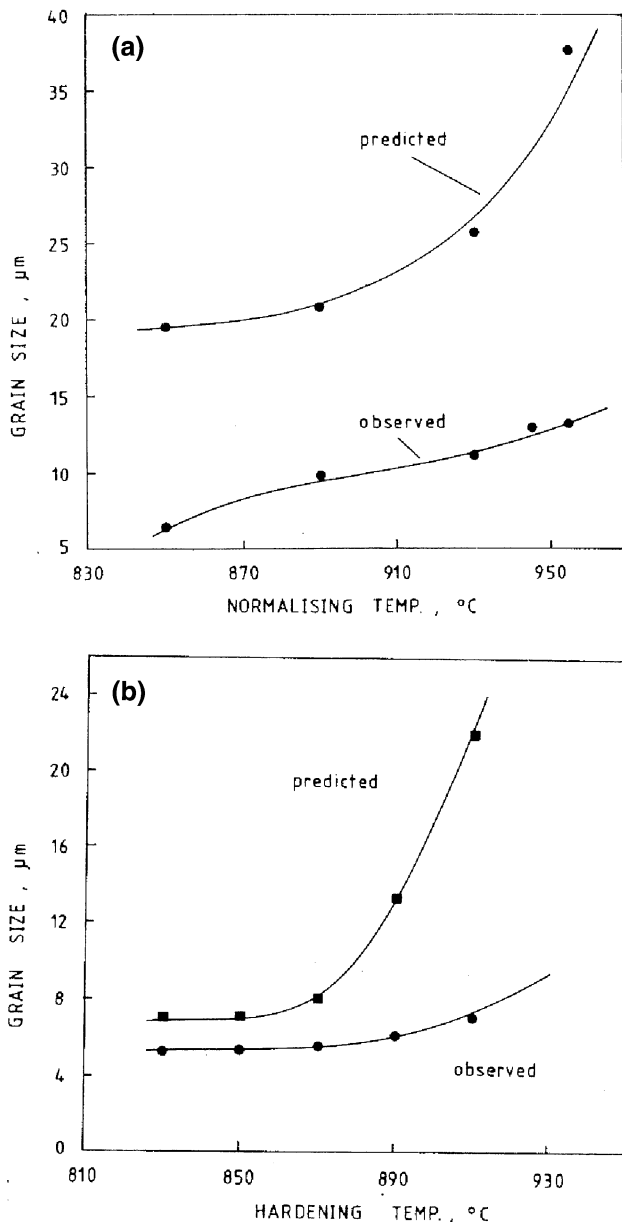 40
(a)
35
predicted
30
25
20
15
observed
10
5
830
870
910
950
GRAIN SIZE , µm
NORMALISING TEMP. , °C
24
(b)
20
predicted
16
12
8
4
observed
0
810
850
890
930
GRAIN SIZE , µm
HARDENING TEMP. , °C